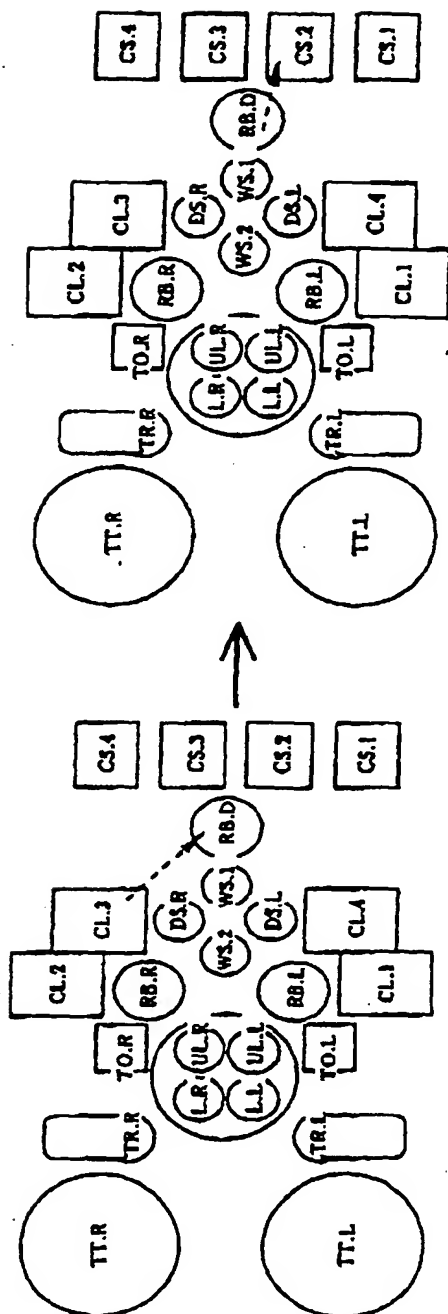 CS.4
CS.3
CS.2
CS.1
RB.D
CL.3
DS.R
WS.1
WS.2
DS.L
CL.4
CL.2
RB.R
RB.L
CL.1
TO.R
UL.R
UL.L
L.R
L.L
TO.L
TR.R
TR.L
TT.R
TT.L
CS.4
CS.3
CS.2
CS.1
RB.D
CL.3
DS.R
WS.1
WS.2
DS.L
CL.4
CL.2
RB.R
RB.L
CL.1
TO.R
UL.R
UL.L
L.R
L.L
TO.L
TR.R
TR.L
TT.R
TT.L